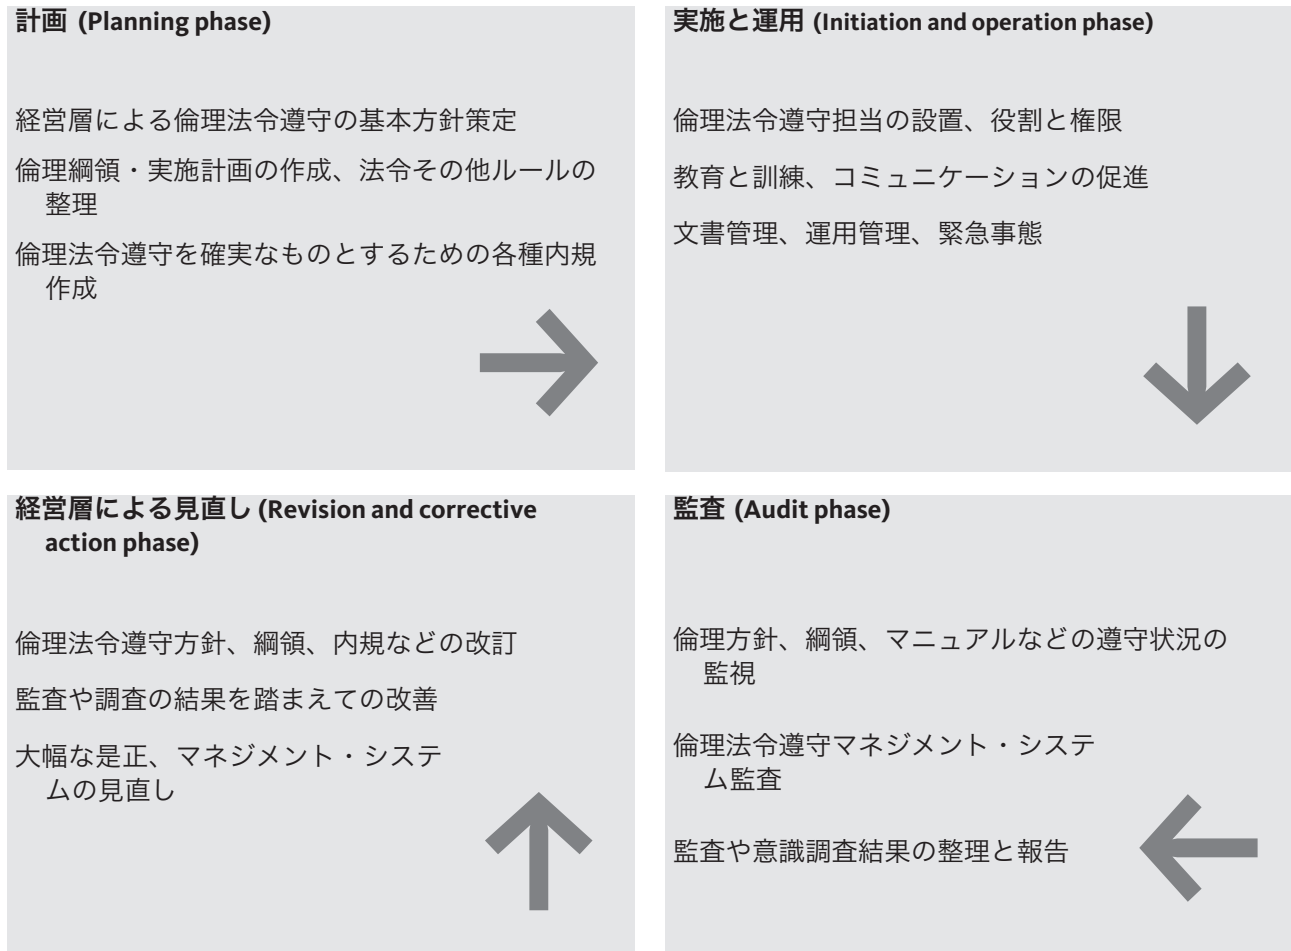 計画 (Planning phase)
経営層による倫理法令遵守の基本方針策定
倫理綱領・実施計画の作成、法令その他ルールの
整理
倫理法令遵守を確実なものとするための各種内規
作成
実施と運用 (Initiation and operation phase)
倫理法令遵守担当の設置、役割と権限
教育と訓練、コミュニケーションの促進
文書管理、運用管理、緊急事態
経営層による見直し (Revision and corrective
action phase)
倫理法令遵守方針、綱領、内規などの改訂
監査や調査の結果を踏まえての改善
大幅な是正、マネジメント・システ
ムの見直し
監査 (Audit phase)
倫理方針、綱領、マニュアルなどの遵守状況の
監視
倫理法令遵守マネジメント・システ
ム監査
監査や意識調査結果の整理と報告